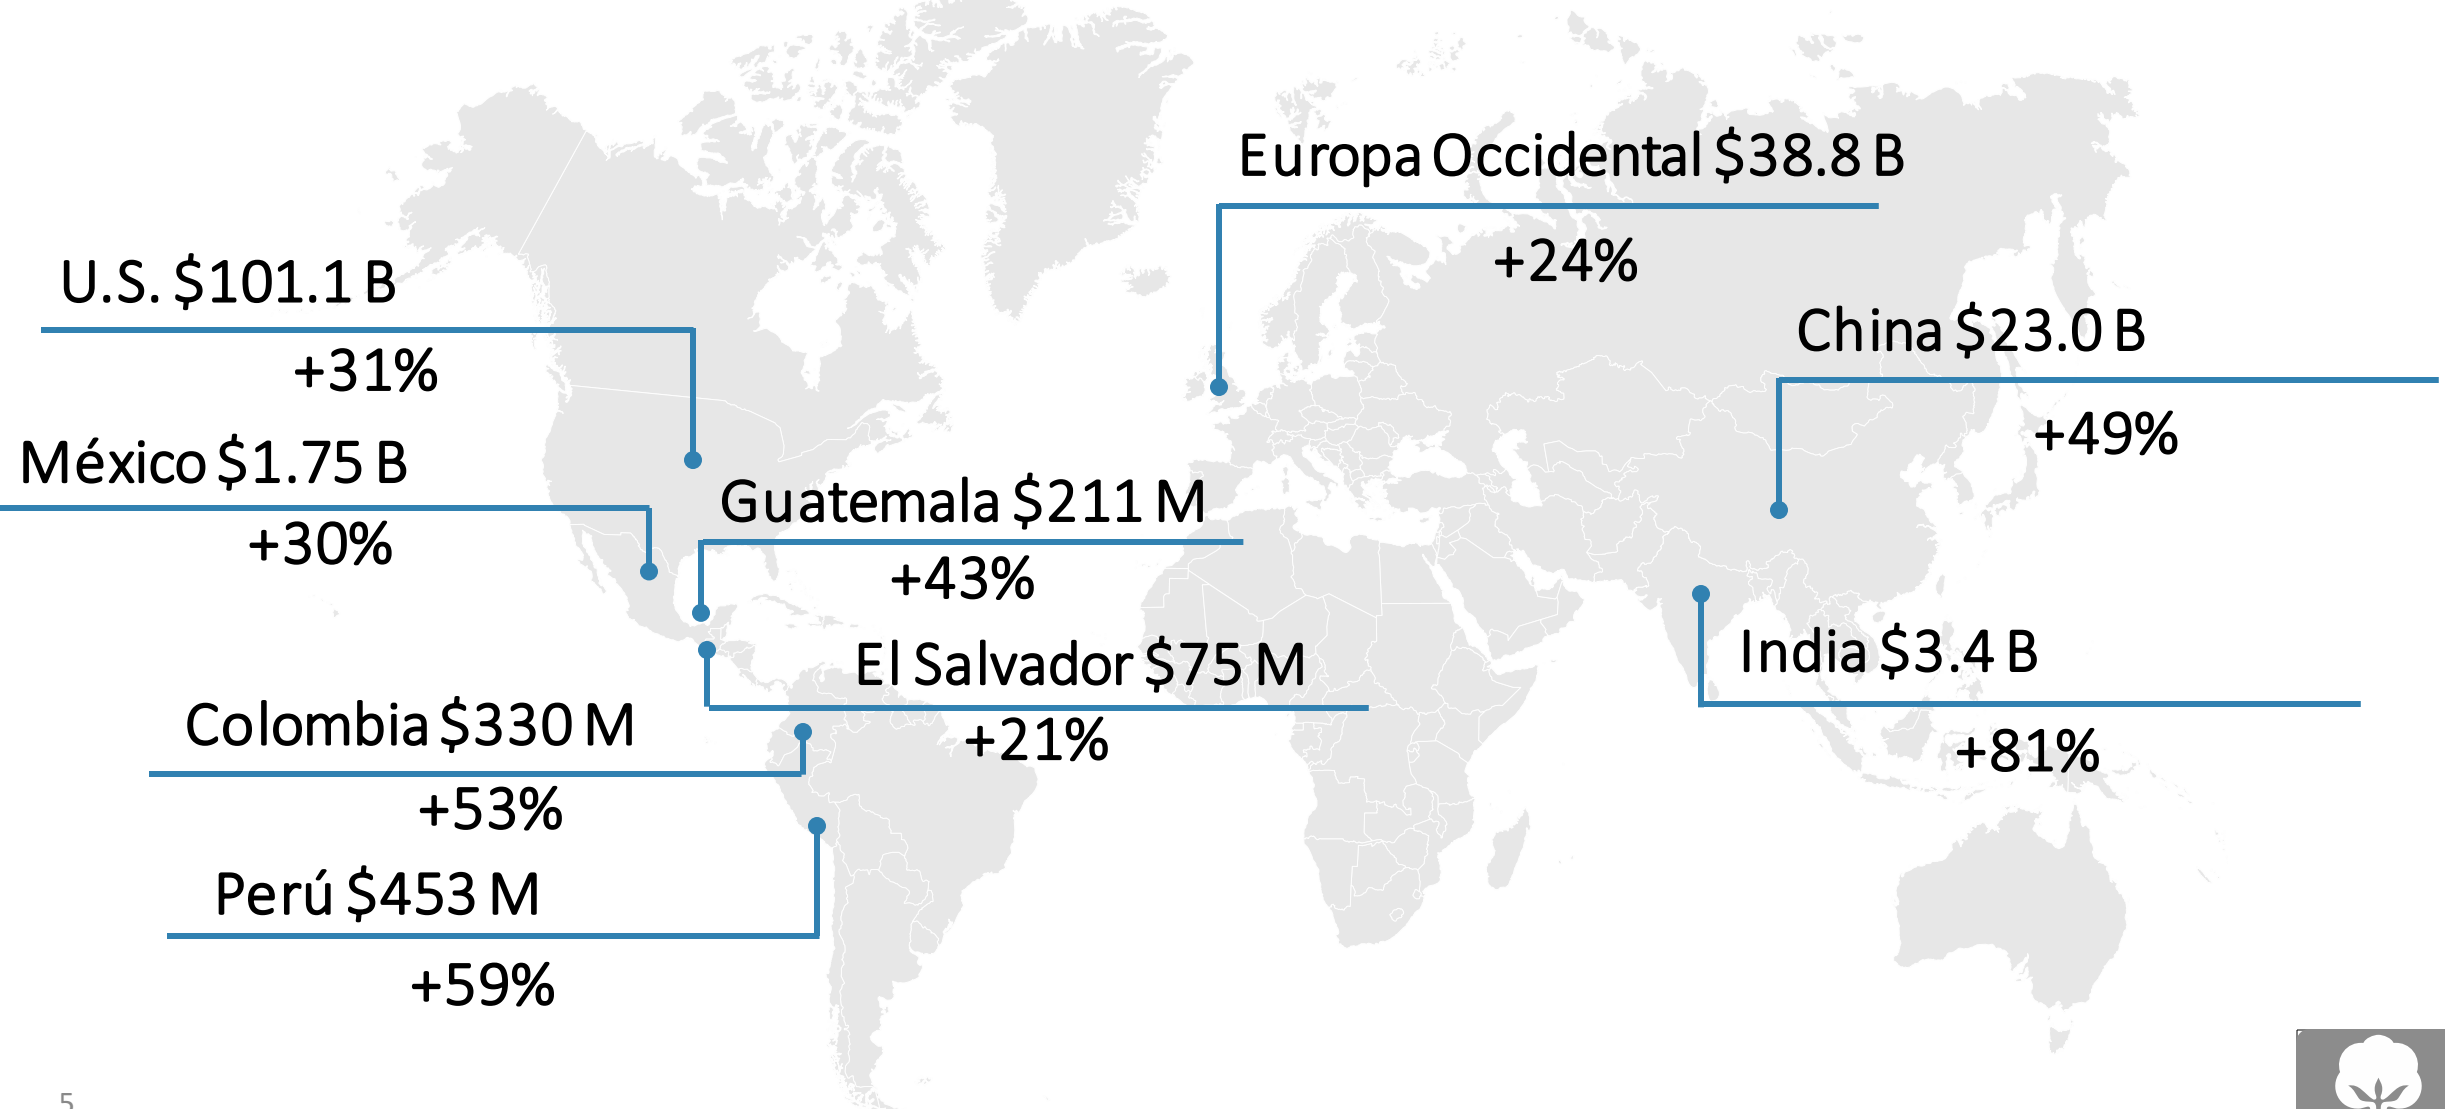 Europa Occidental $38.8 B
+24%
U.S. $101.1 B
+31%
China $23.0 B
+49%
México $1.75 B
+30%
Guatemala $211 M
+43%
El Salvador $75 M
+21%
India $3.4 B
+81%
Colombia $330 M
+53%
Perú $453 M
+59%
5